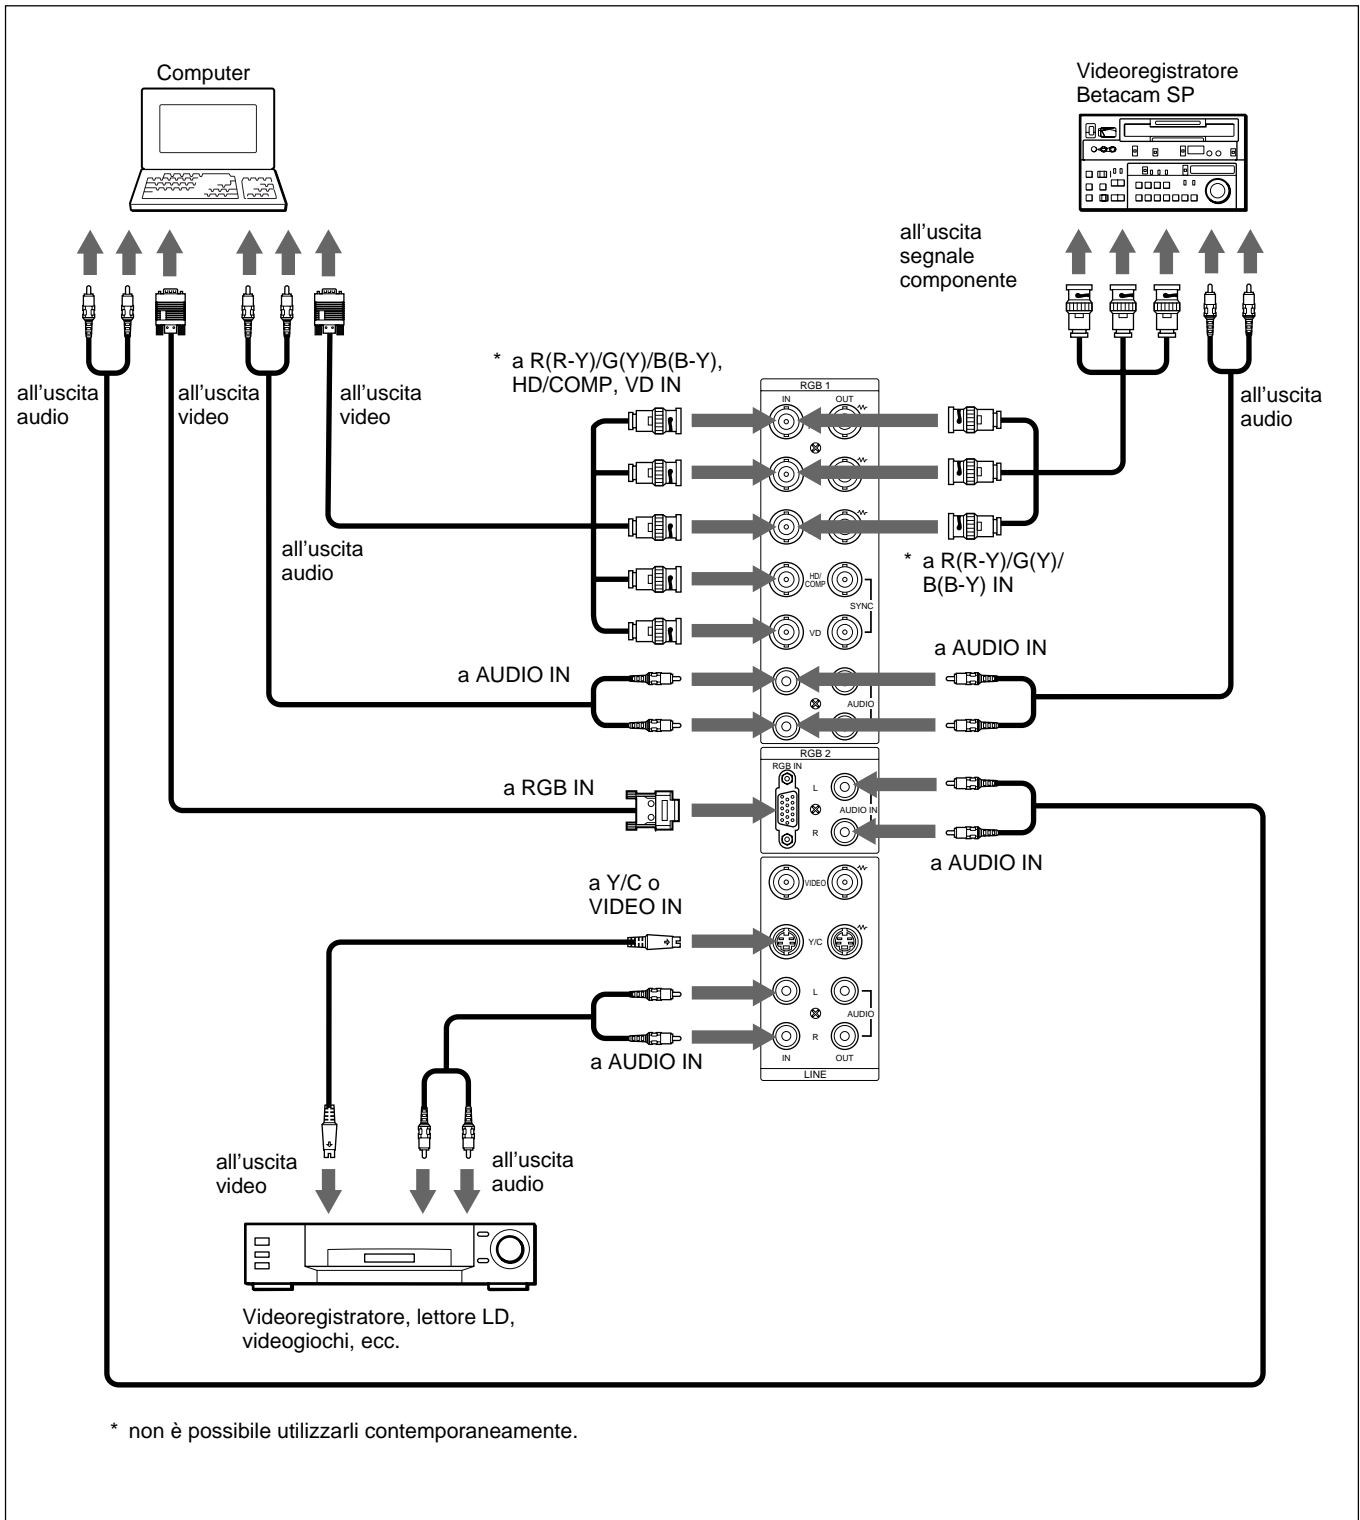 Computer
Videoregistratore
Betacam SP
all'uscita
segnale
componente
all'uscita
audio
all'uscita
video
all'uscita
video
all'uscita
audio
* a R(R-Y)/G(Y)/B(B-Y),
HD/COMP, VD IN
all'uscita
audio
RGB 1
IN
OUT
* a R(R-Y)/G(Y)/
B(B-Y) IN
HD/
COMP
SYNC
VD
a AUDIO IN
a AUDIO IN
AUDIO
RGB 2
RGB IN
a RGB IN
L
AUDIO IN
R
a AUDIO IN
a Y/C o
VIDEO IN
VIDEO
Y/C
L
AUDIO
R
a AUDIO IN
IN
OUT
LINE
all'uscita
video
all'uscita
audio
Videoregistratore, lettore LD,
videogiochi, ecc.
* non è possibile utilizzarli contemporaneamente.